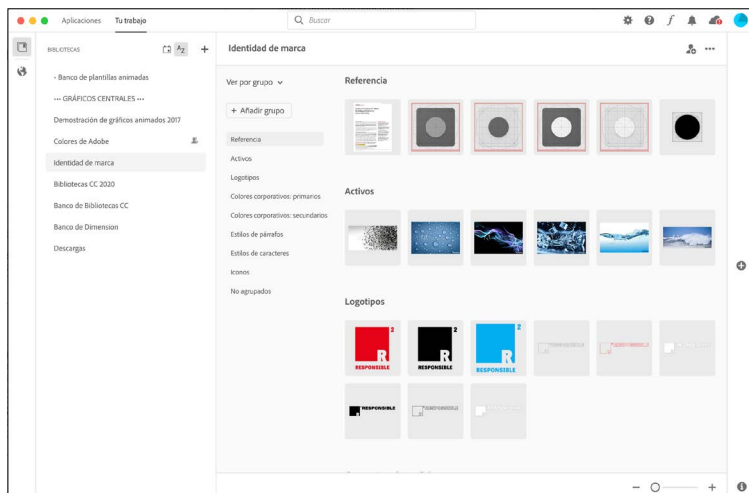 Aplicaciones Tu trabajo
Buscar
BIBLIOTECAS
A Z
- Banco de plantillas animadas
--- GRÁFICOS CENTRALES ---
Demostración de gráficos animados 2017
Colores de Adobe
Identidad de marca
Bibliotecas CC 2020
Banco de Bibliotecas CC
Banco de Dimension
Descargas
Identidad de marca
Ver por grupo
+ Añadir grupo
Referencia
Activos
Logotipos
Colores corporativos: primarios
Colores corporativos: secundarios
Estilos de párrafos
Estilos de caracteres
Iconos
No agrupados
Referencia
Activos
Logotipos
2
R
RESPONSIBLE
2
R
RESPONSIBLE
2
R
RESPONSIBLE
RESPONSIBLE